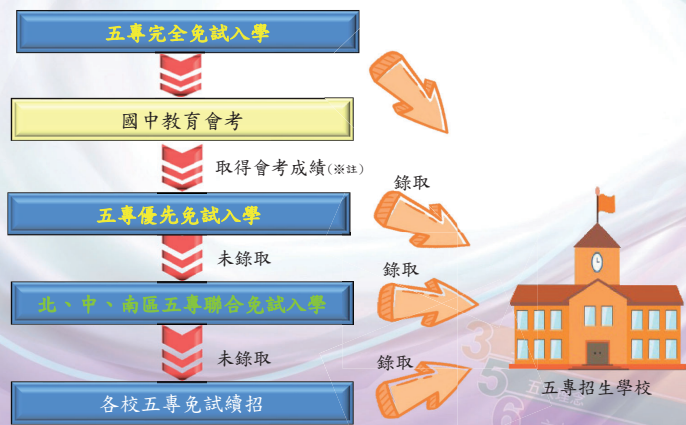 五專完全免試入學
國中教育會考
取得會考成績(※註)
錄取
五專優先免試入學
未錄取
錄取
北、中、南區五專聯合免試入學
未錄取
錄取
各校五專免試續招
五專招生學校
3
5
6